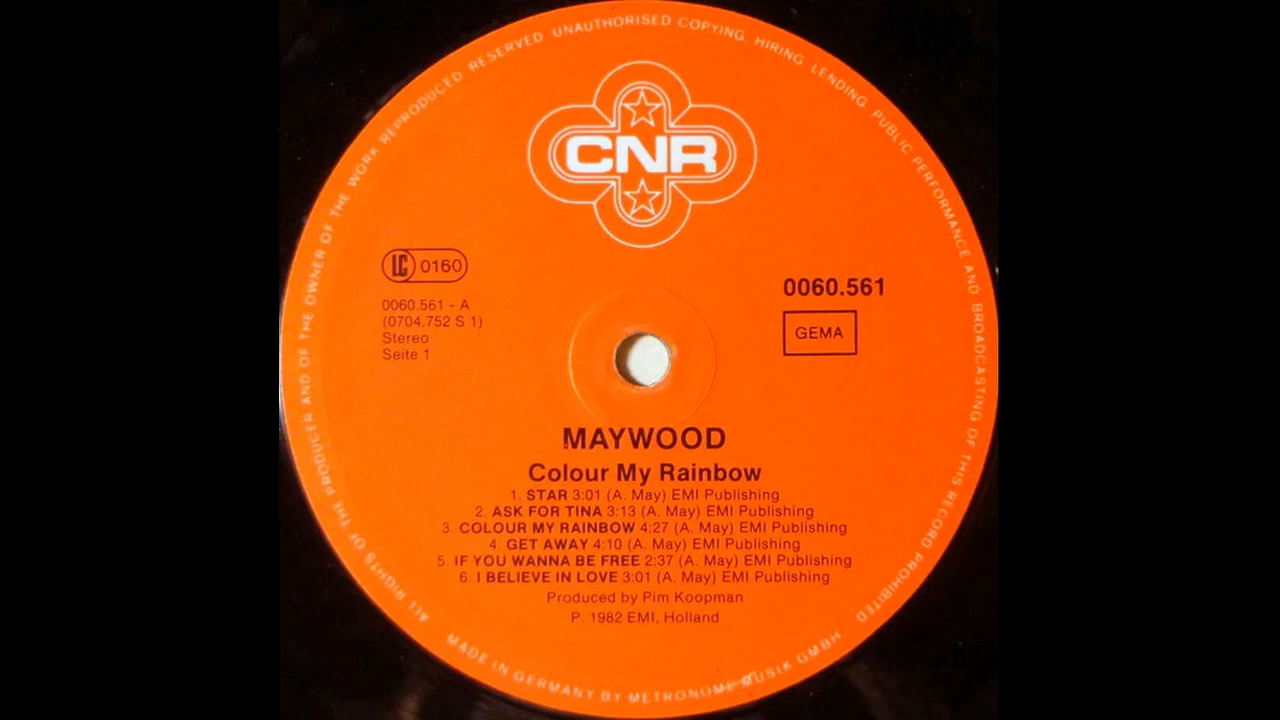 ALL RIGHTS OF THE PRODUCER AND OF THE OWNER OF THE WORK REPRODUCED RESERVED UNAUTHORISED COPYING, HIRING, LENDING, PUBLIC PERFORMANCE AND BROADCASTING OF THIS RECORD PROHIBITED
CNR
LC 0160
0060.561 - A
(0704.752 S 1)
Stereo
Seite 1
0060.561
GEMA
MAYWOOD
Colour My Rainbow
1. STAR 3:01 (A. May) EMI Publishing
2. ASK FOR TINA 3:13 (A. May) EMI Publishing
3. COLOUR MY RAINBOW 4:27 (A. May) EMI Publishing
4. GET AWAY 4:10 (A. May) EMI Publishing
5. IF YOU WANNA BE FREE 2:37 (A. May) EMI Publishing
6. I BELIEVE IN LOVE 3:01 (A. May) EMI Publishing
Produced by Pim Koopman
P. 1982 EMI, Holland
MADE IN GERMANY BY METRONOME MUSIK GMBH